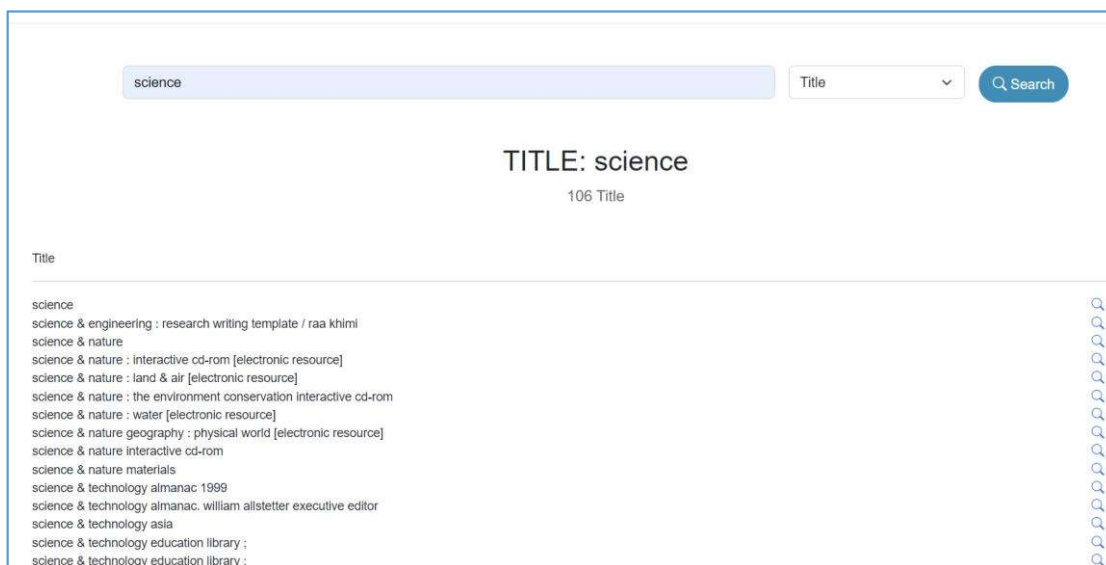 science
Title
Search
TITLE: science
106 Title
Title
science
science & engineering : research writing template / raa khimi
science & nature
science & nature : interactive cd-rom [electronic resource]
science & nature : land & air [electronic resource]
science & nature : the environment conservation interactive cd-rom
science & nature : water [electronic resource]
science & nature geography : physical world [electronic resource]
science & nature interactive cd-rom
science & nature materials
science & technology almanac 1999
science & technology almanac. william allstetter executive editor
science & technology asia
science & technology education library ;
science & technology education library ;